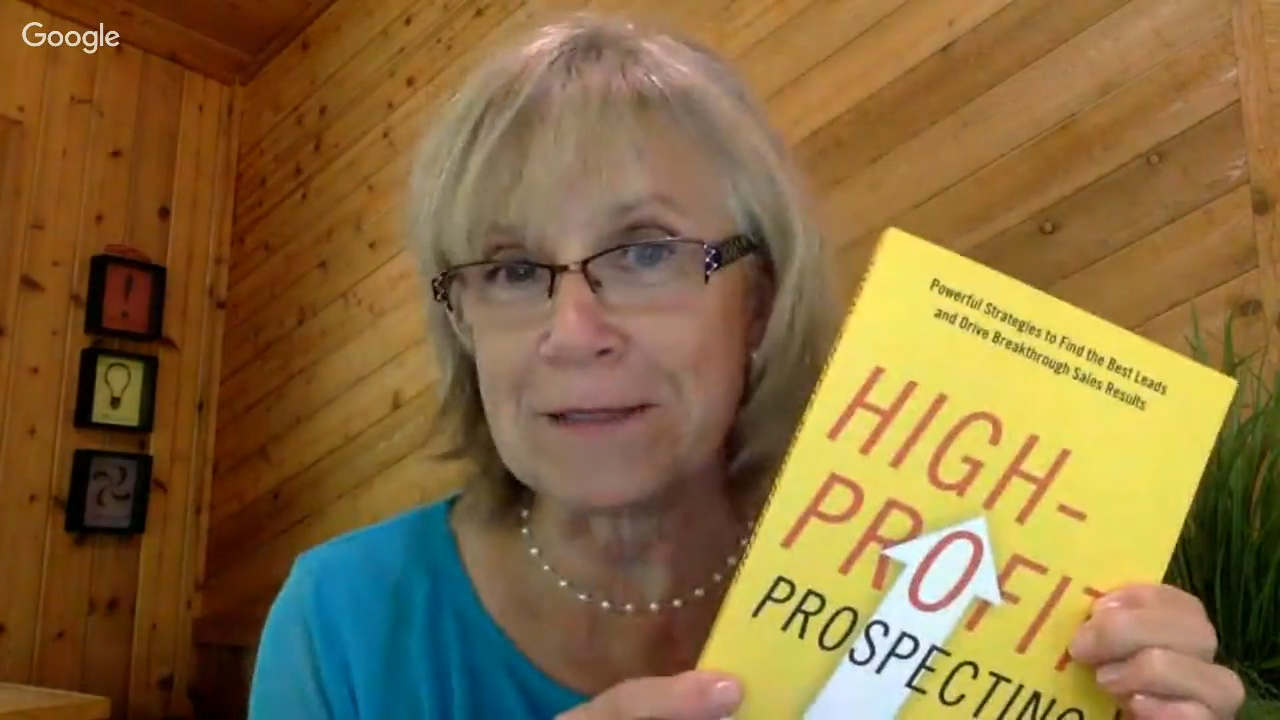 Google
Powerful Strategies to Find the Best Leads
and Drive Breakthrough Sales Results
HIGH-
PROFIT
PROSPECTING